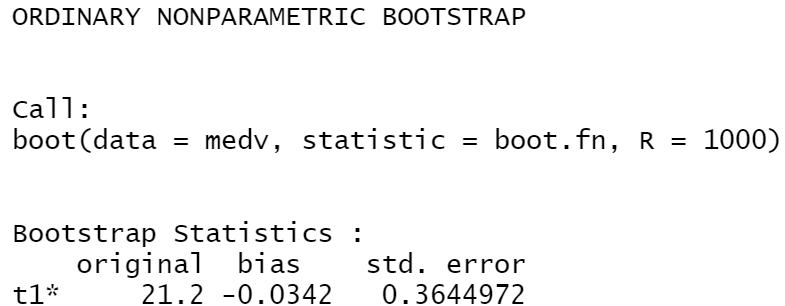 ORDINARY NONPARAMETRIC BOOTSTRAP
Call:
boot(data = medv, statistic = boot.fn, R = 1000)
Bootstrap Statistics :
original bias std. error
t1* 21.2 -0.0342 0.3644972